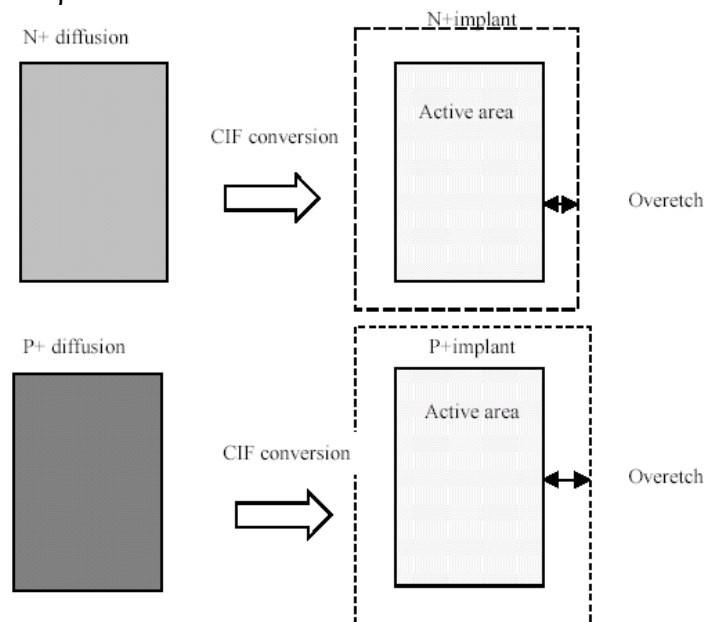 N+implant
N+ diffusion
Active area
CIF conversion
Overetch
P+ diffusion
P+implant
Active area
CIF conversion
Overetch